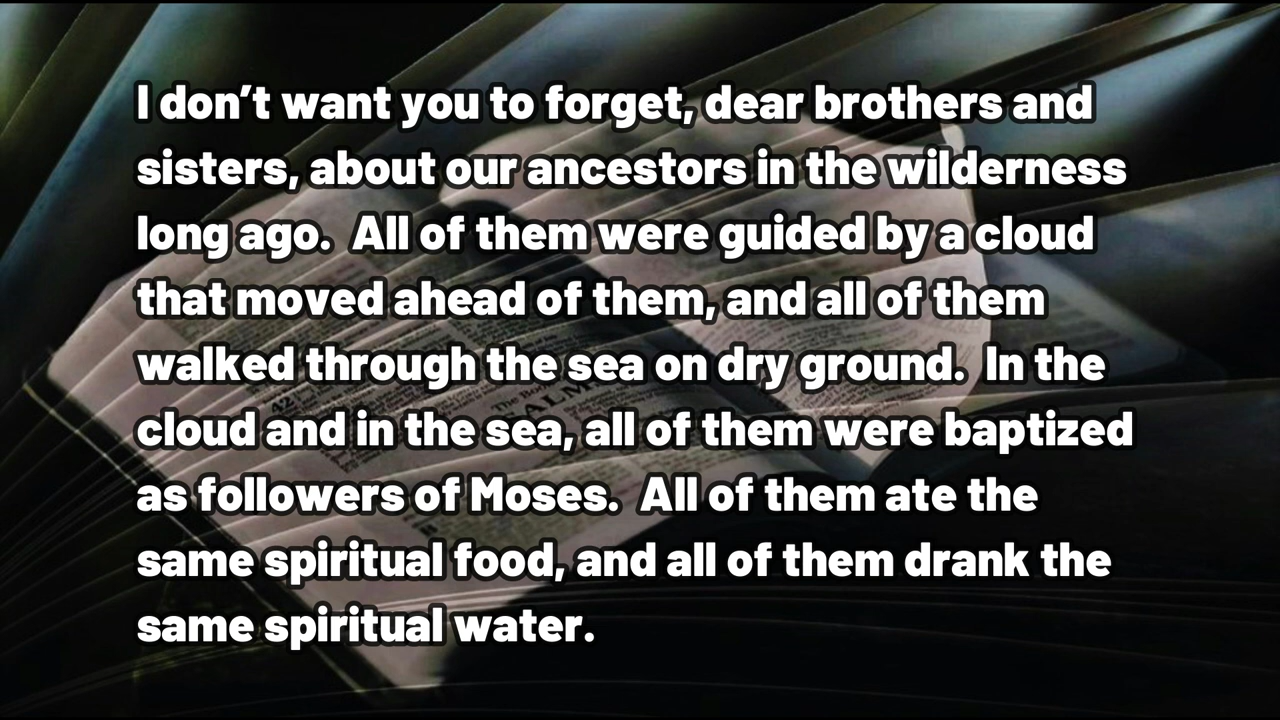 I don’t want you to forget, dear brothers and
sisters, about our ancestors in the wilderness
long ago.  All of them were guided by a cloud
that moved ahead of them, and all of them
walked through the sea on dry ground.  In the
cloud and in the sea, all of them were baptized
as followers of Moses.  All of them ate the
same spiritual food, and all of them drank the
same spiritual water.